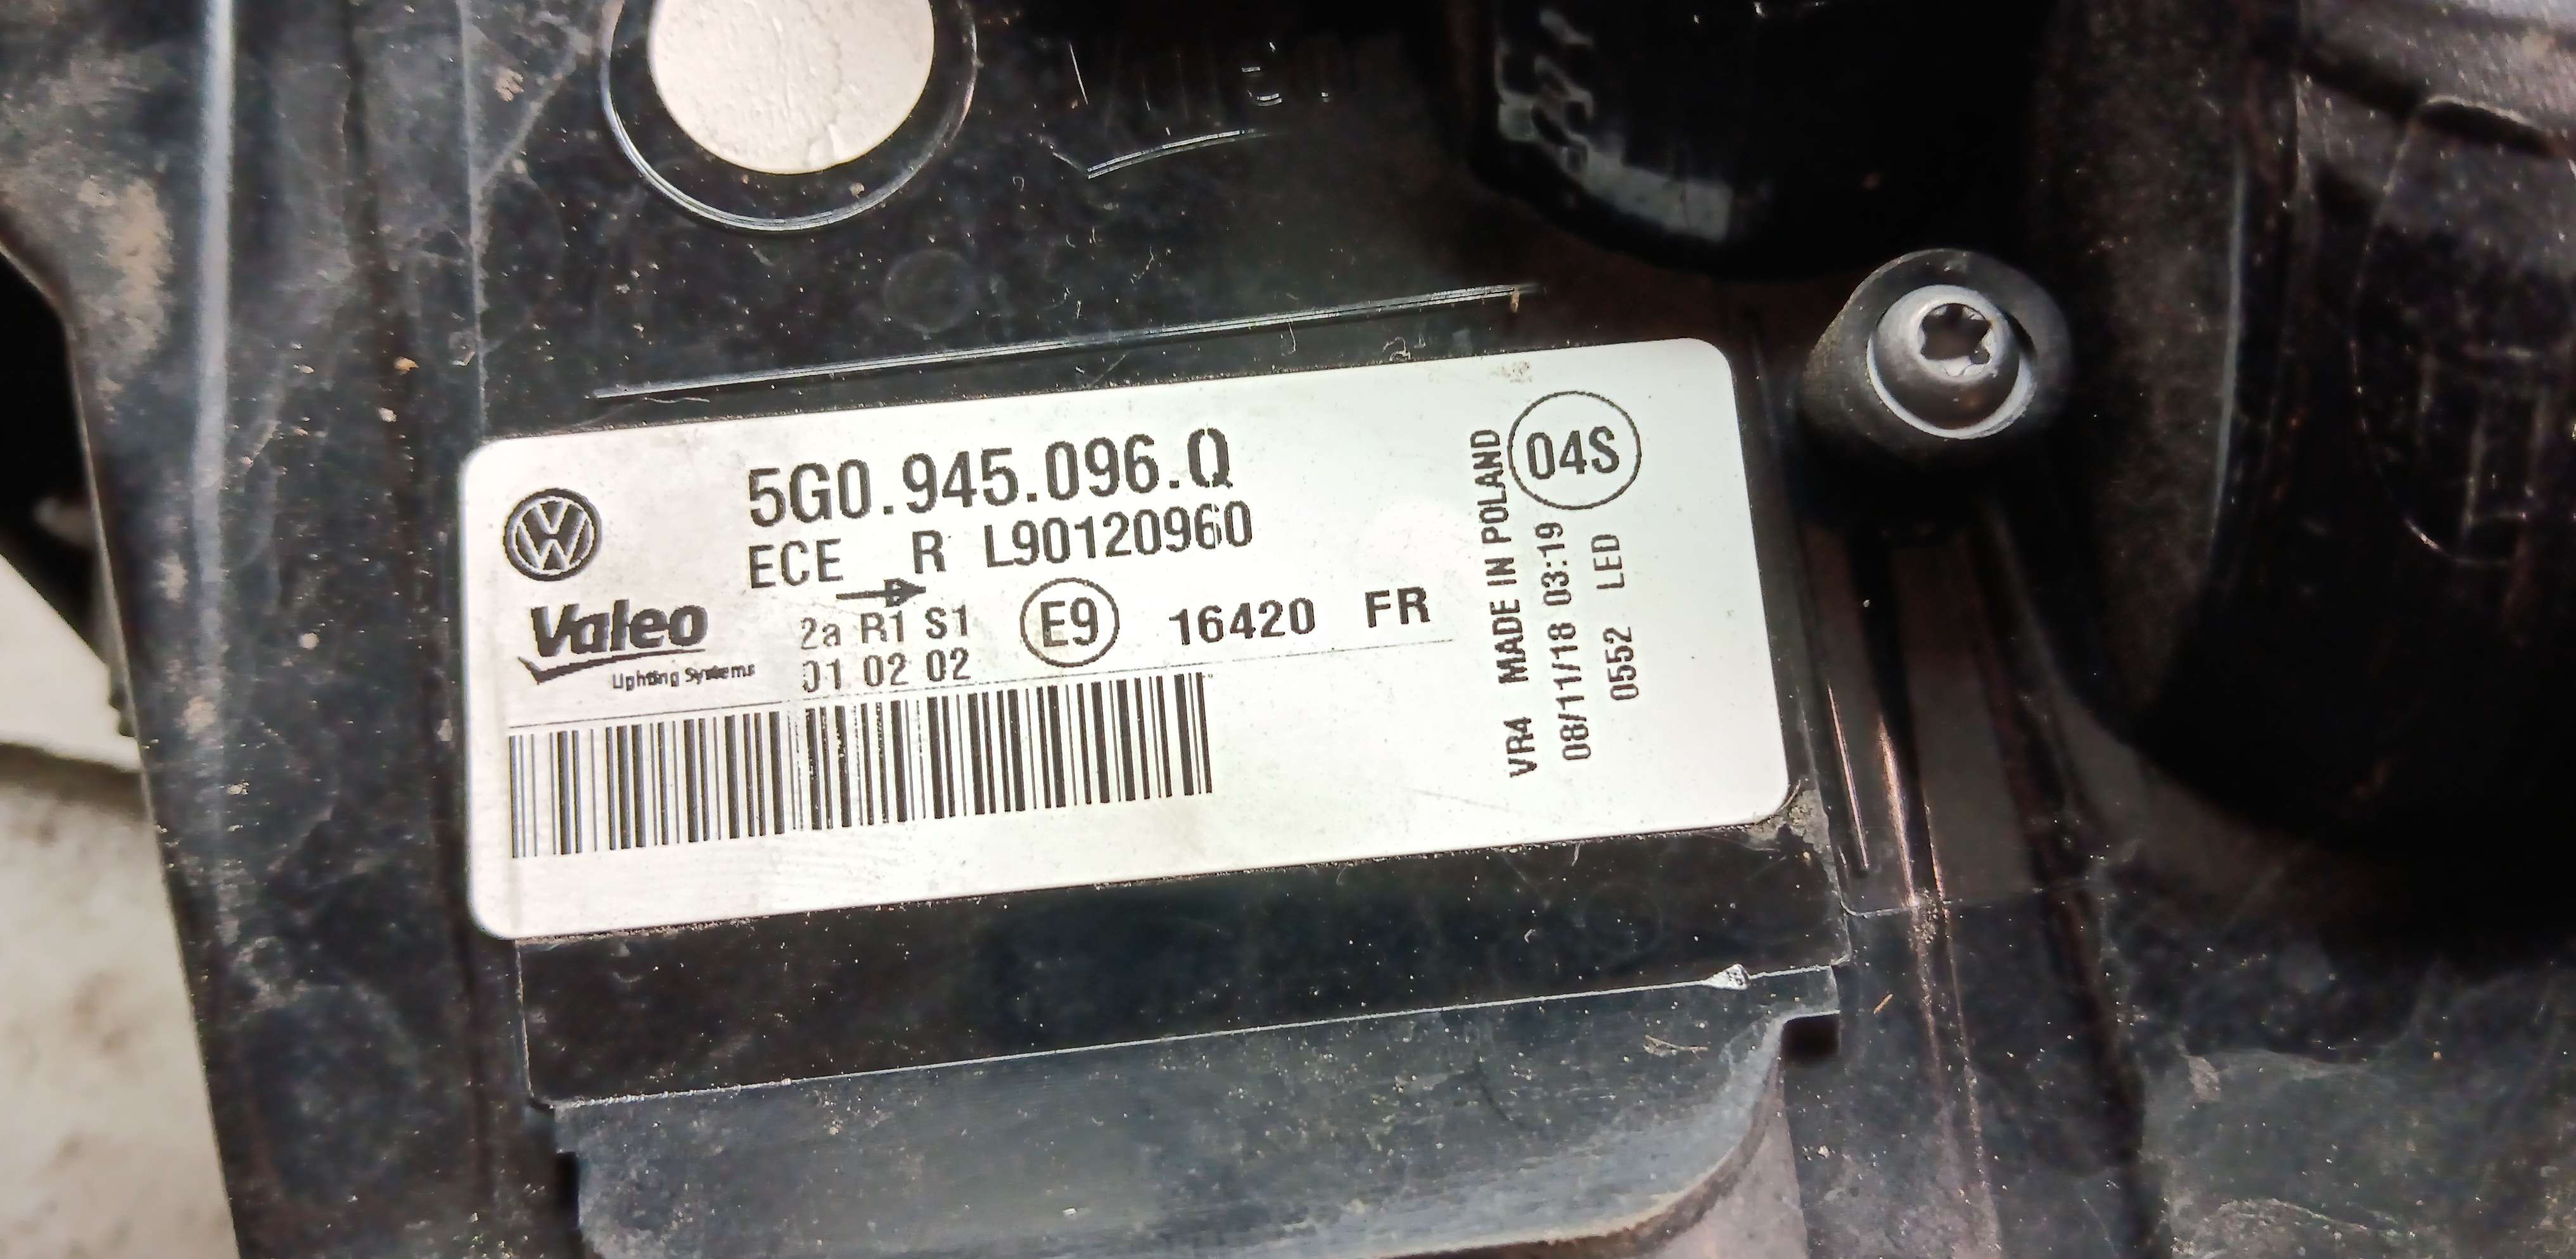 5G0.945.096.Q
ECE R L90120960
Valeo
Lighting Systems
2a R1 S1
01 02 02
E9
16420 FR
VR4 MADE IN POLAND
08/11/18 03:19
0552 LED
04S